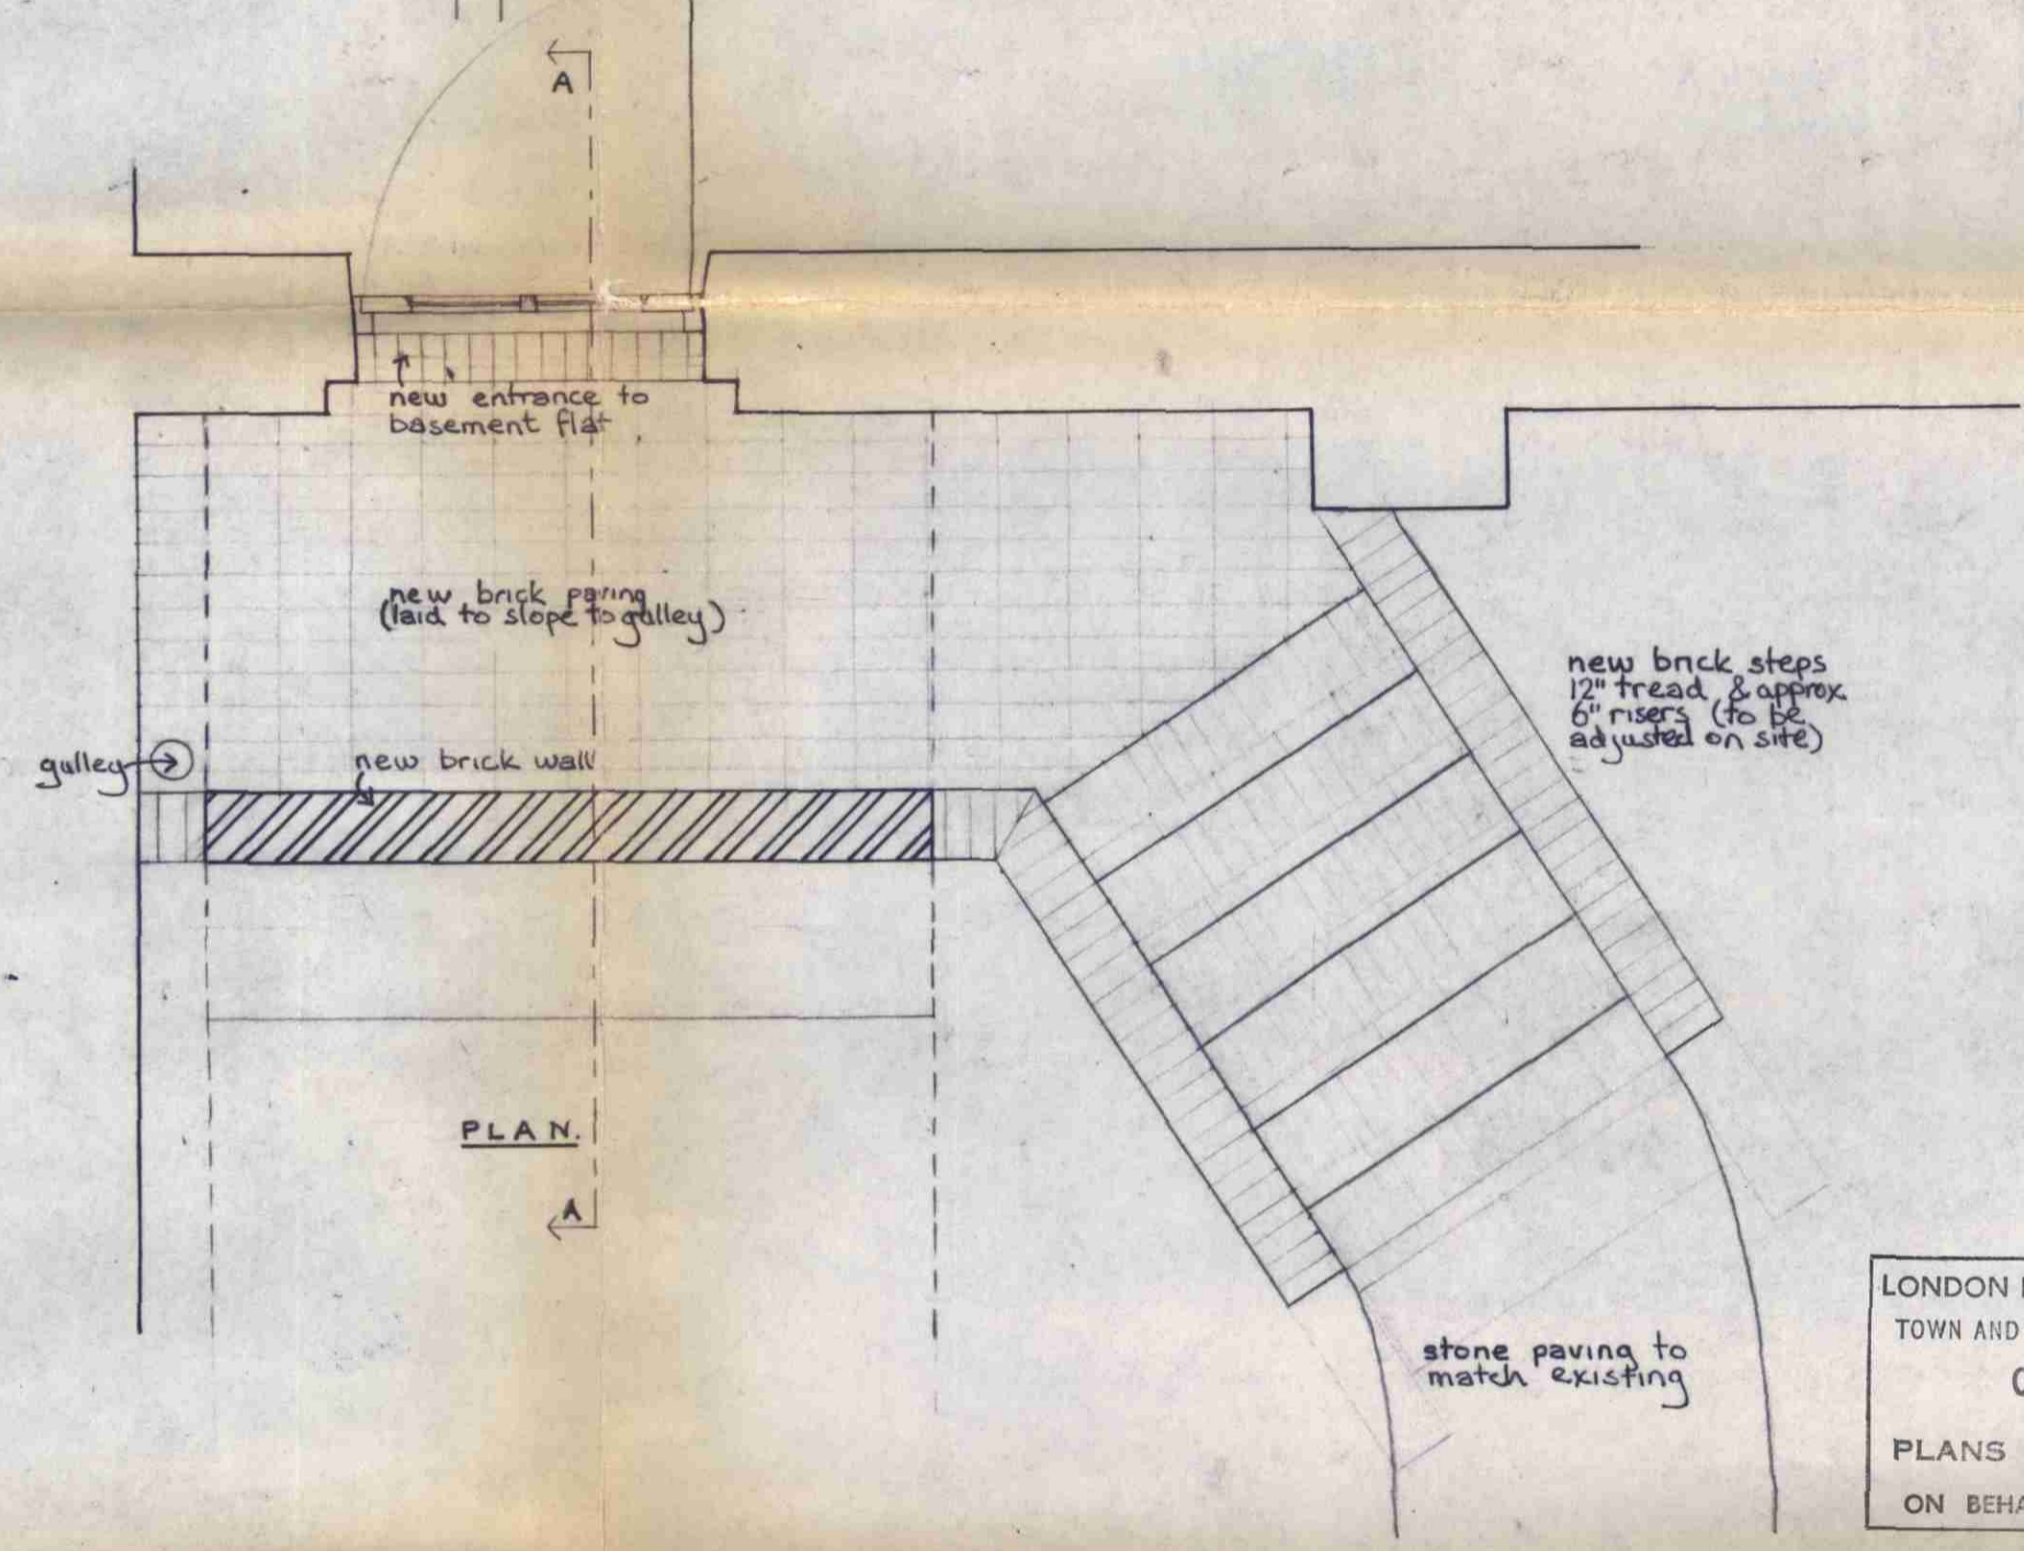 A
new entrance to
basement flat
new brick paving
(laid to slope to galley)
new brick steps
12" tread & approx.
6" risers (to be
adjusted on site)
gulley
new brick wall
PLAN.
A
stone paving to
match existing
LONDON
TOWN AND
PLANS
ON BEHA